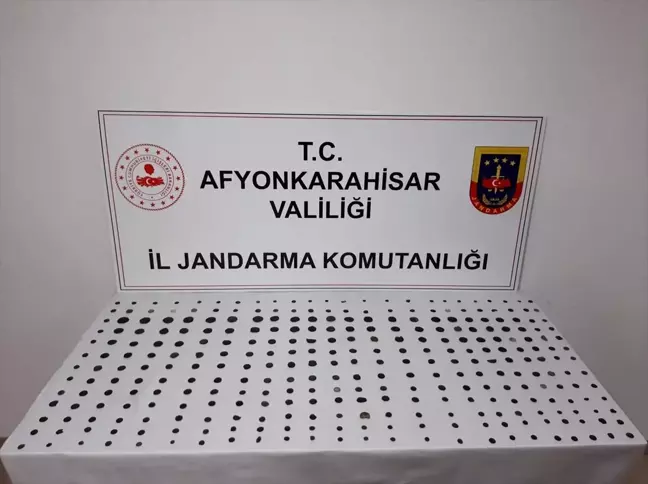 T.C.
AFYONKARAHİSAR
VALİLİĞİ
İL JANDARMA KOMUTANLIĞI
JANDARMA